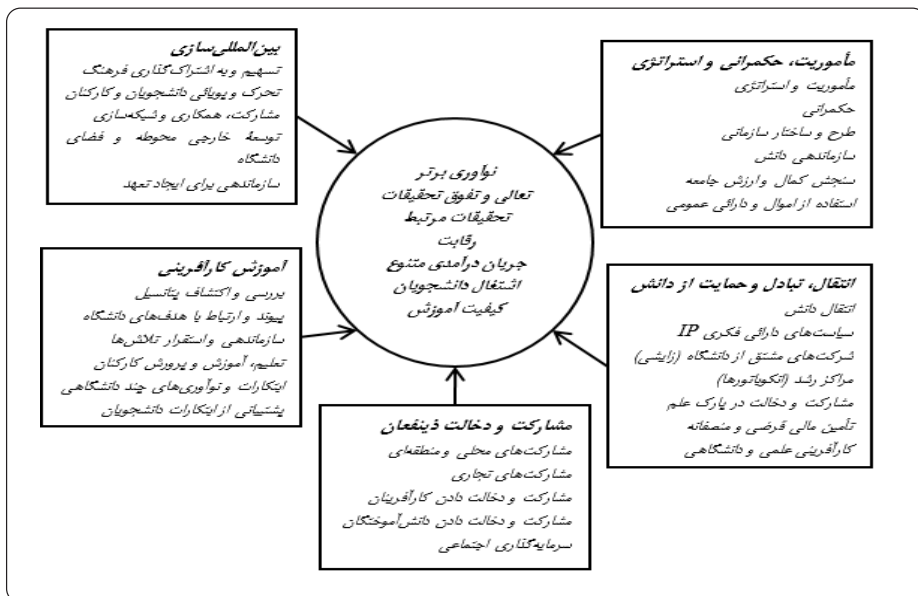 مأموریت، حکمرانی و استراتژی
مأموریت و استراتژی
حکمرانی
طرح و ساختار سازمانی
سازماندهی دانش
سنجش کمال و ارزش جامعه
استفاده از اموال و دارائی عمومی
بین‌المللی‌سازی
تسهیم و به اشتراک‌گذاری فرهنگ
تحرک و پویائی دانشجویان و کارکنان
مشارکت، همکاری و شبکه‌سازی
توسعهٔ خارجی محوطه و فضای
دانشگاه
سازماندهی برای ایجاد تعهد
نوآوری برتر
تعالی و تفوق تحقیقات
تحقیقات مرتبط
رقابت
جریان درآمدی متنوع
اشتغال دانشجویان
کیفیت آموزش
انتقال، تبادل و حمایت از دانش
انتقال دانش
سیاست‌های دارائی فکری IP
شرکت‌های مشتق از دانشگاه (زایشی)
مراکز رشد (انکوباتورها)
مشارکت و دخالت در پارک علم
تأمین مالی قرضی و منصفانه
کارآفرینی علمی و دانشگاهی
آموزش کارآفرینی
بررسی و اکتشاف پتانسیل
پیوند و ارتباط با هدف‌های دانشگاه
سازماندهی و استقرار تلاش‌ها
تعلیم، آموزش و پرورش کارکنان
ابتکارات و نوآوری‌های چند دانشگاهی
پشتیبانی از ابتکارات دانشجویان
مشارکت و دخالت ذینفعان
مشارکت‌های محلی و منطقه‌ای
مشارکت‌های تجاری
مشارکت و دخالت دادن کارآفرینان
مشارکت و دخالت دادن دانش‌آموختگان
سرمایه‌گذاری اجتماعی